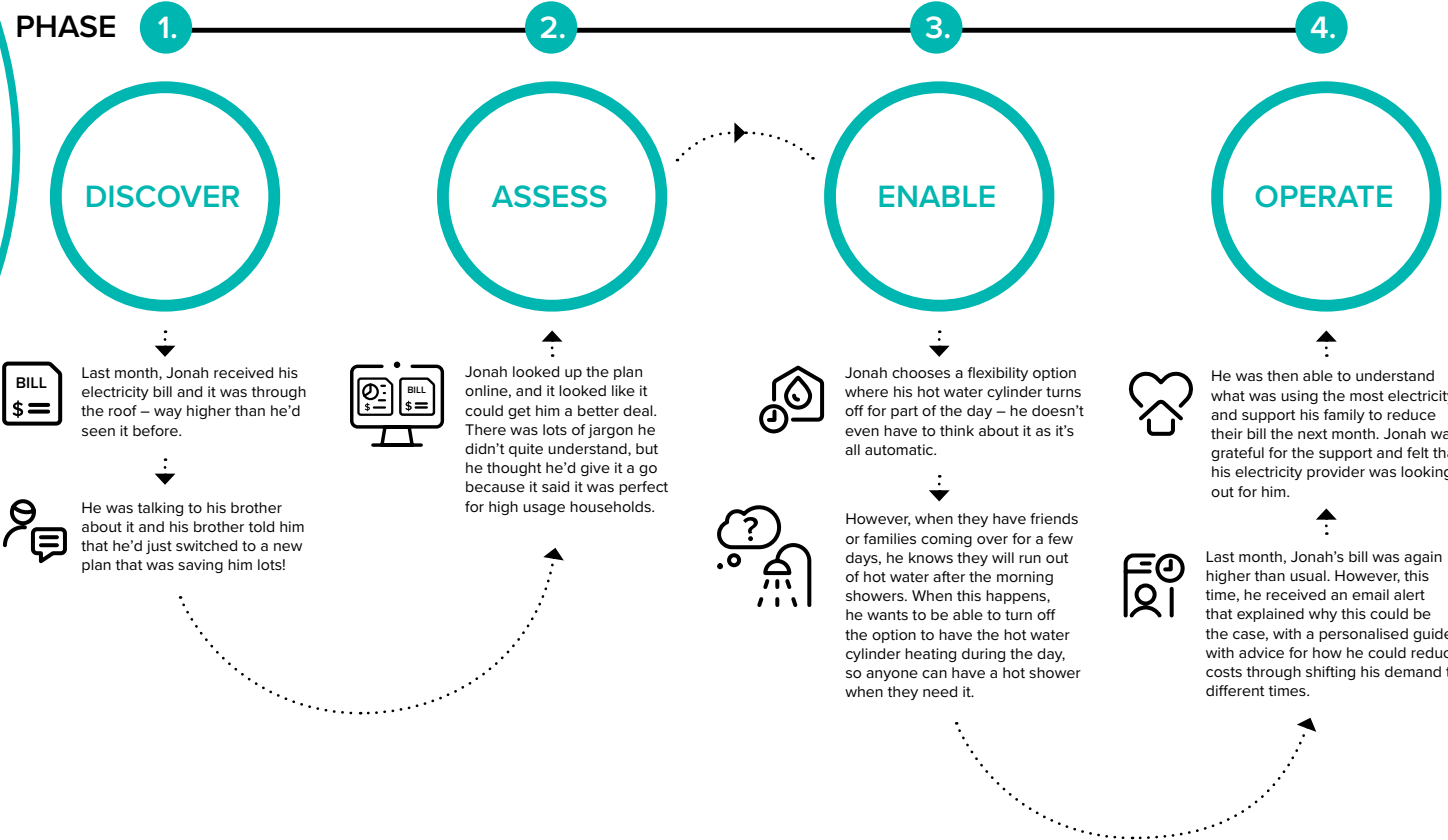 PHASE 1. 2. 3. 4.
DISCOVER
ASSESS
ENABLE
OPERATE
BILL
$
Last month, Jonah received his
electricity bill and it was through
the roof – way higher than he'd
seen it before.
He was talking to his brother
about it and his brother told him
that he'd just switched to a new
plan that was saving him lots!
$
BILL
$
Jonah looked up the plan
online, and it looked like it
could get him a better deal.
There was lots of jargon he
didn't quite understand, but
he thought he'd give it a go
because it said it was perfect
for high usage households.
Jonah chooses a flexibility option
where his hot water cylinder turns
off for part of the day – he doesn't
even have to think about it as it's
all automatic.
?
However, when they have friends
or families coming over for a few
days, he knows they will run out
of hot water after the morning
showers. When this happens,
he wants to be able to turn off
the option to have the hot water
cylinder heating during the day,
so anyone can have a hot shower
when they need it.
He was then able to understand
what was using the most electricity
and support his family to reduce
their bill the next month. Jonah wa
grateful for the support and felt tha
his electricity provider was looking
out for him.
Last month, Jonah's bill was again
higher than usual. However, this
time, he received an email alert
that explained why this could be
the case, with a personalised guide
with advice for how he could reduc
costs through shifting his demand t
different times.